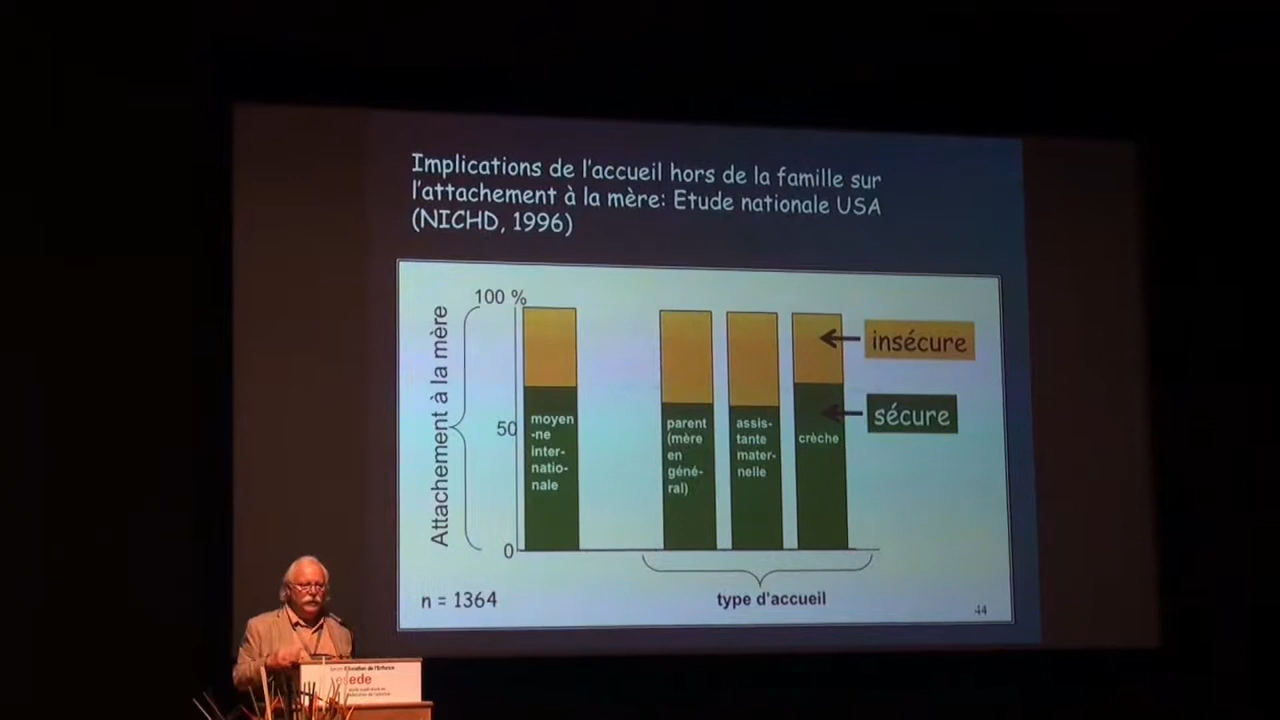 Implications de l'accueil hors de la famille sur
l'attachement à la mère: Etude nationale USA
(NICHD, 1996)
Attachement à la mère
100 %
50
0
moyen
-ne
inter-
natio-
nale
parent
(mère
en
géné-
ral)
assis-
tante
mater-
nelle
crèche
insécure
sécure
type d'accueil
n = 1364
44
esede